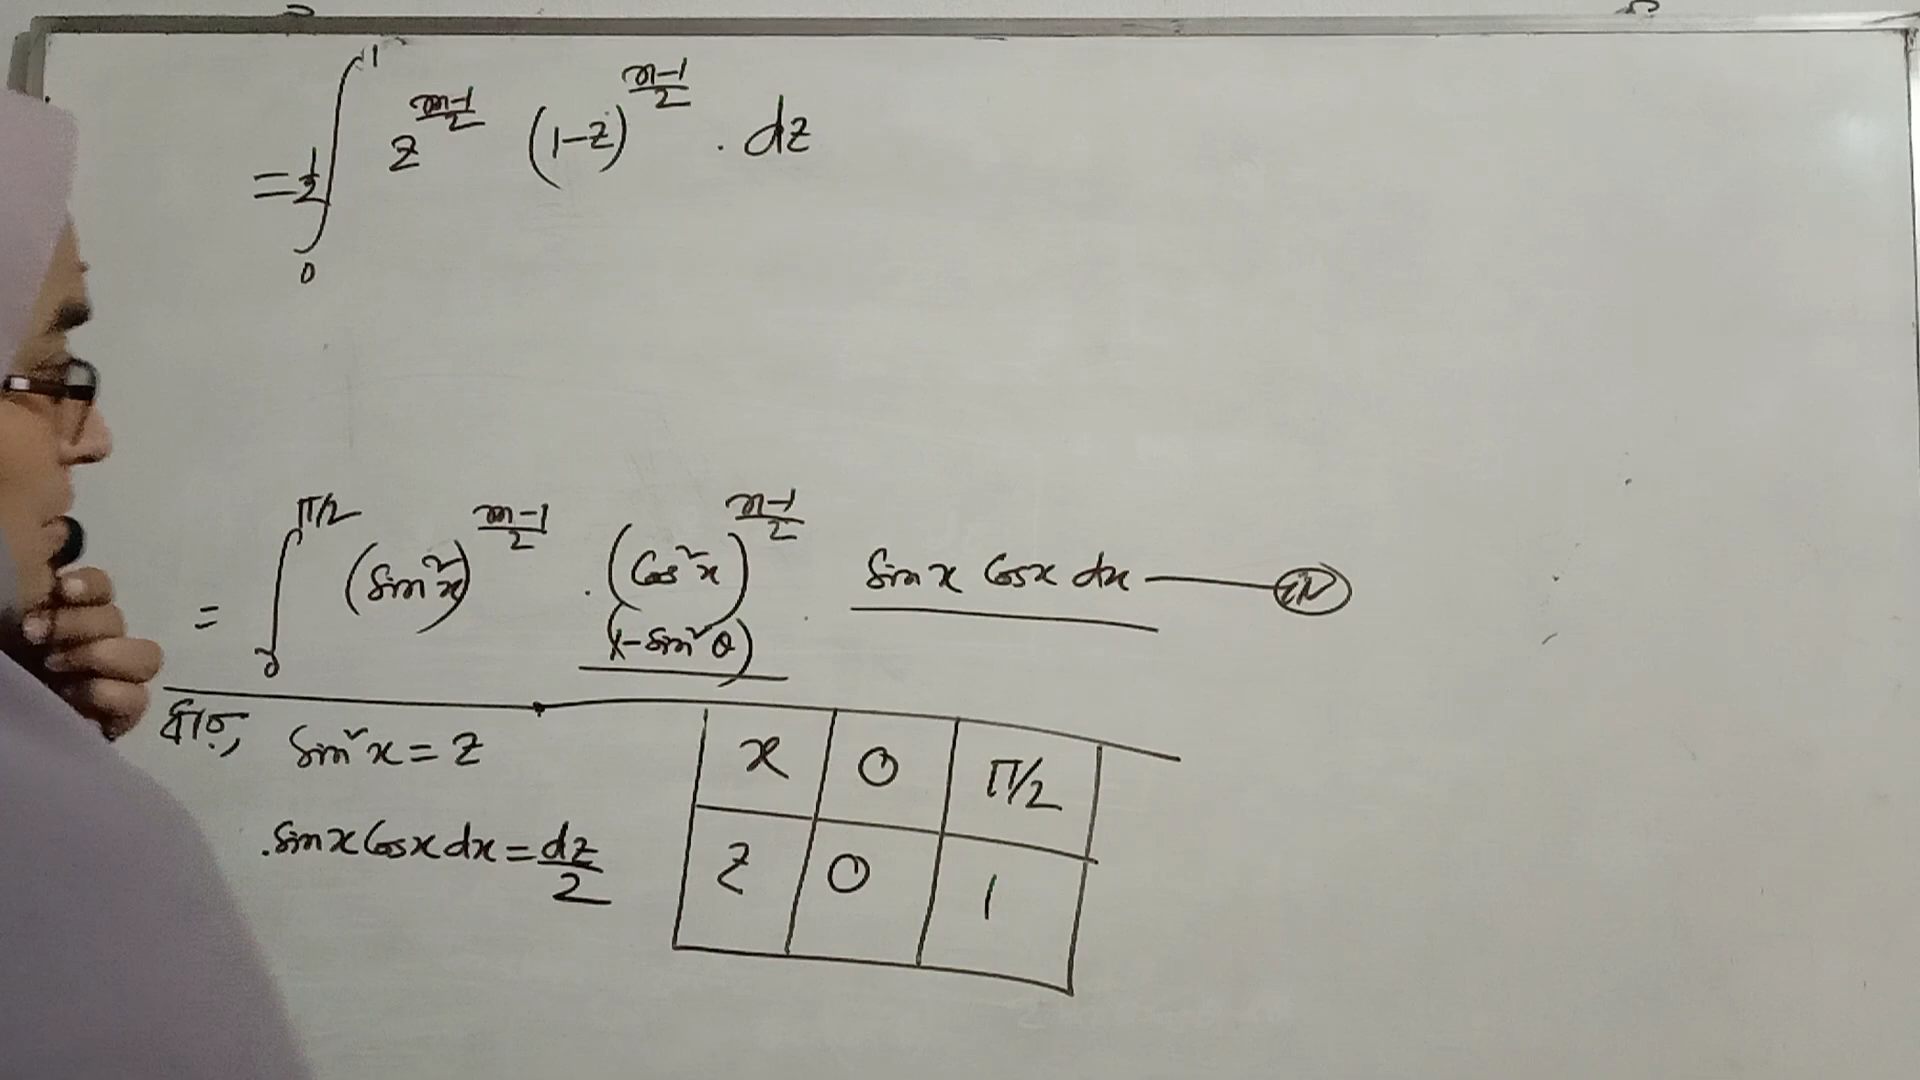 = 1/2 ∫₀¹ z^((m-1)/2) (1-z)^((n-1)/2) . dz
= ∫₀^(π/2) (Sin²x)^((m-1)/2) . (Cos²x)^((n-1)/2) . Sin x Cos x dx — (iv)
(1-Sin²θ)
ধরি, Sin²x = z
. Sin x Cos x dx = dz/2
x 0 π/2
z 0 1